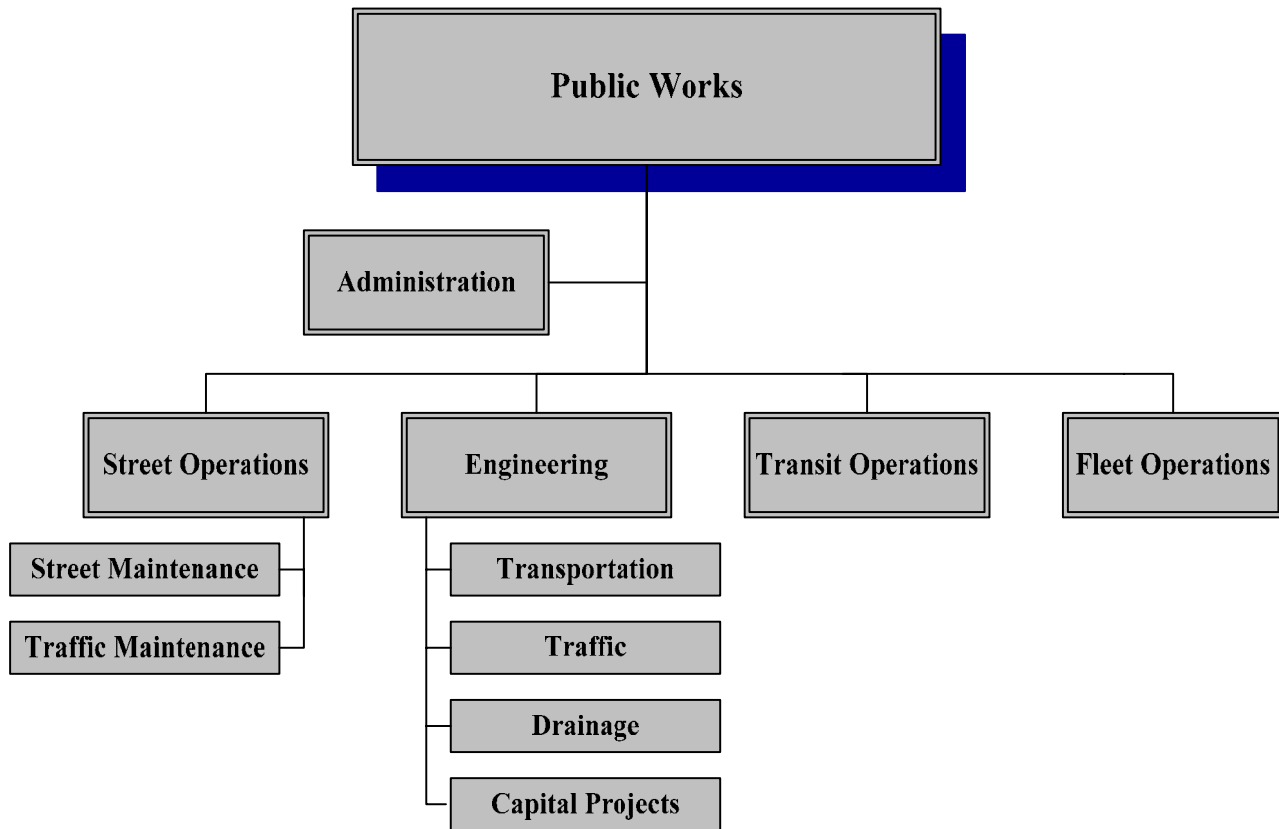 Public Works
Administration
Street Operations
Engineering
Transit Operations
Fleet Operations
Street Maintenance
Traffic Maintenance
Transportation
Traffic
Drainage
Capital Projects